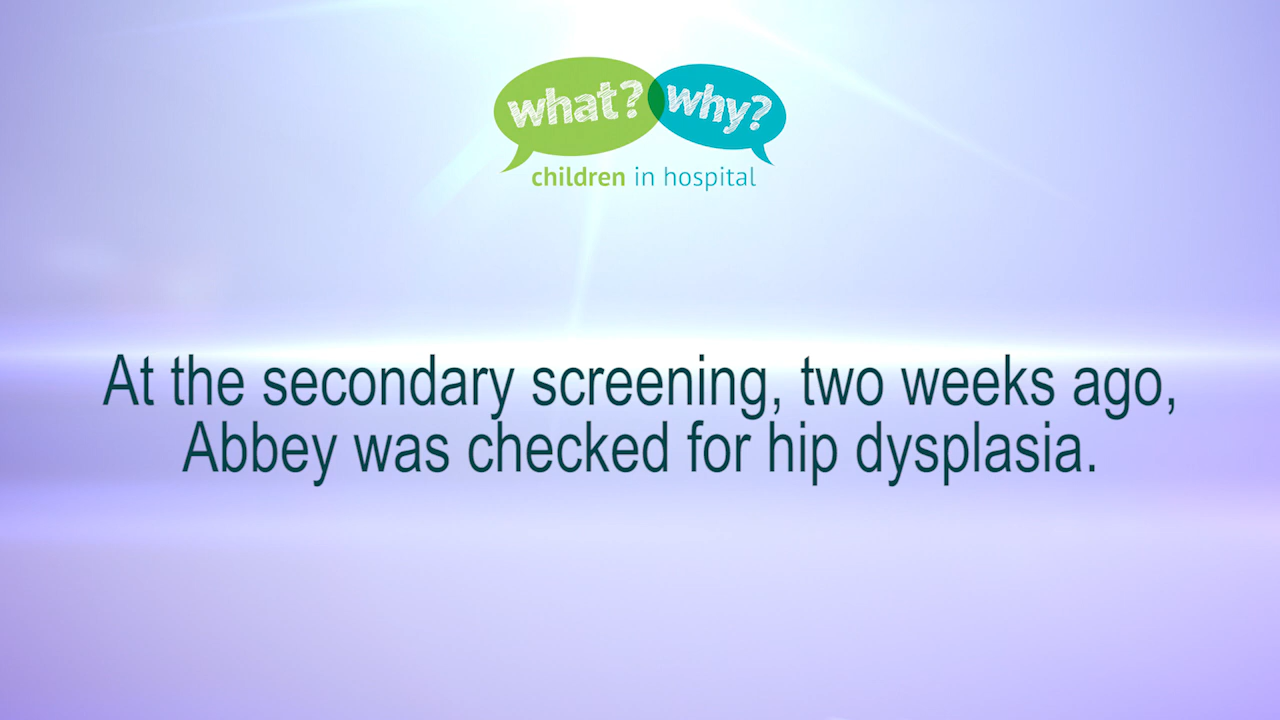 what? why?
children in hospital
At the secondary screening, two weeks ago,
Abbey was checked for hip dysplasia.